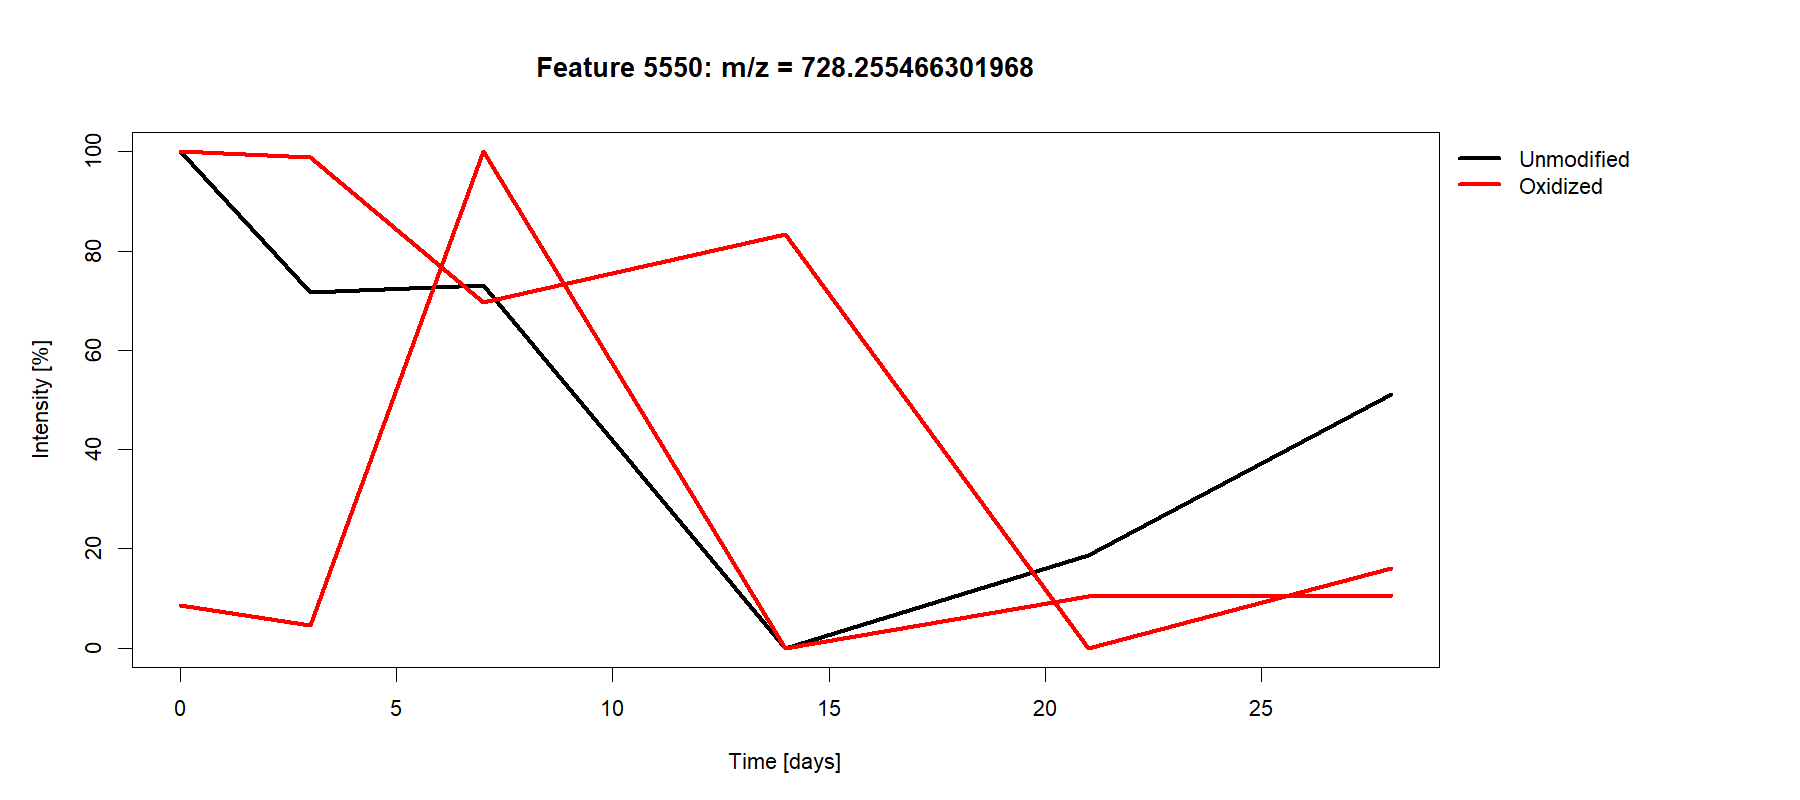 Feature 5550: m/z = 728.255466301968
Unmodified
Oxidized
100
80
60
40
20
0
Intensity [%]
0 5 10 15 20 25
Time [days]